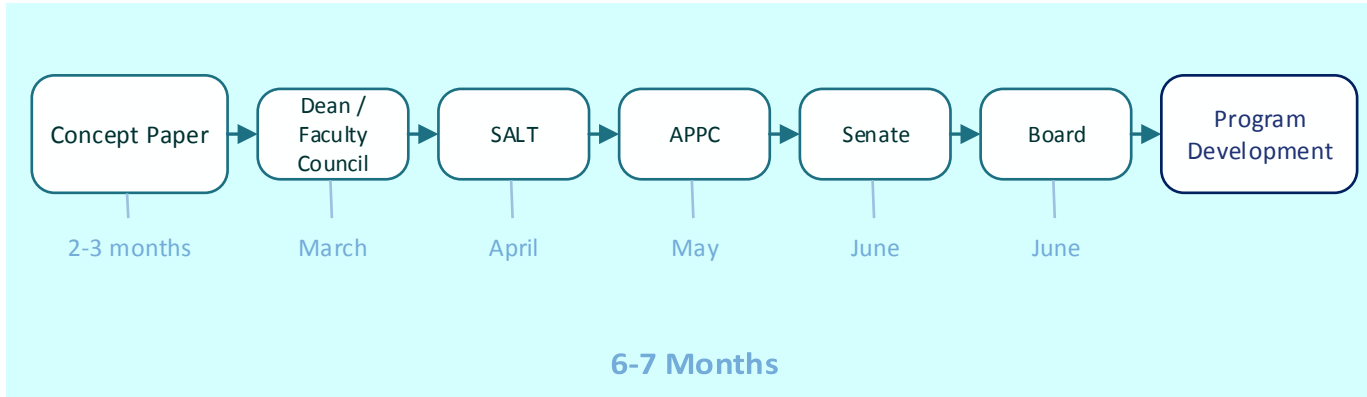 Concept Paper
Dean /
Faculty
Council
SALT
APPC
Senate
Board
Program
Development
2-3 months
March
April
May
June
June
6-7 Months